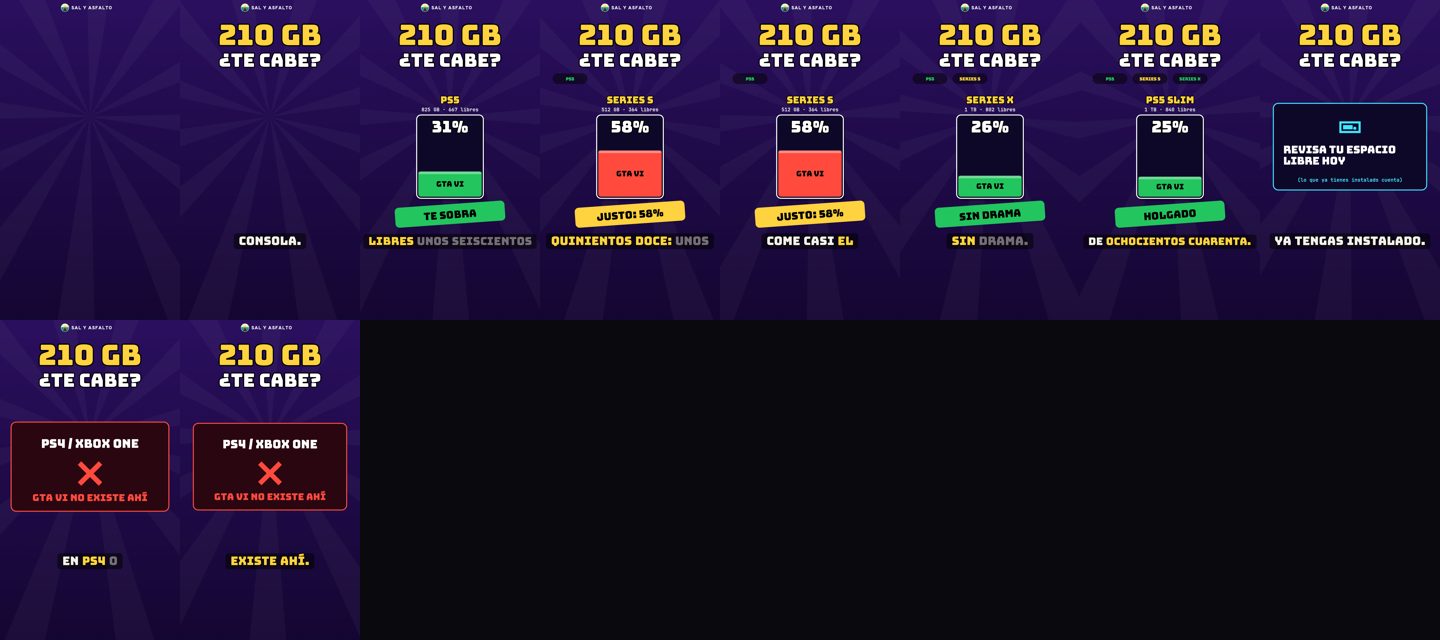 SAL Y ASFALTO
SAL Y ASFALTO
210 GB
¿TE CABE?
CONSOLA.
SAL Y ASFALTO
210 GB
¿TE CABE?
PS5
825 GB · 667 libres
31%
GTA VI
TE SOBRA
LIBRES UNOS SEISCIENTOS
SAL Y ASFALTO
210 GB
¿TE CABE?
PS5
SERIES S
512 GB · 364 libres
58%
GTA VI
JUSTO: 58%
QUINIENTOS DOCE: UNOS
SAL Y ASFALTO
210 GB
¿TE CABE?
PS5
SERIES S
512 GB · 364 libres
58%
GTA VI
JUSTO: 58%
COME CASI EL
SAL Y ASFALTO
210 GB
¿TE CABE?
PS5 SERIES S
SERIES X
1 TB · 802 libres
26%
GTA VI
SIN DRAMA
SIN DRAMA.
SAL Y ASFALTO
210 GB
¿TE CABE?
PS5 SERIES S SERIES X
PS5 SLIM
1 TB · 840 libres
25%
GTA VI
HOLGADO
DE OCHOCIENTOS CUARENTA.
SAL Y ASFALTO
210 GB
¿TE CABE?
REVISA TU ESPACIO
LIBRE HOY
(lo que ya tienes instalado cuenta)
YA TENGAS INSTALADO.
SAL Y ASFALTO
210 GB
¿TE CABE?
PS4 / XBOX ONE
GTA VI NO EXISTE AHÍ
EN PS4 O
SAL Y ASFALTO
210 GB
¿TE CABE?
PS4 / XBOX ONE
GTA VI NO EXISTE AHÍ
EXISTE AHÍ.